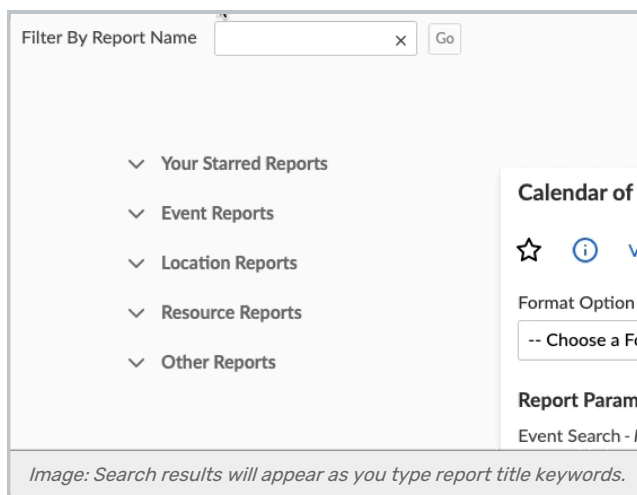 Filter By Report Name
Go
Your Starred Reports
Event Reports
Location Reports
Resource Reports
Other Reports
Calendar of
Format Option
-- Choose a
Report
Event Search -
Image: Search results will appear as you type report title keywords.